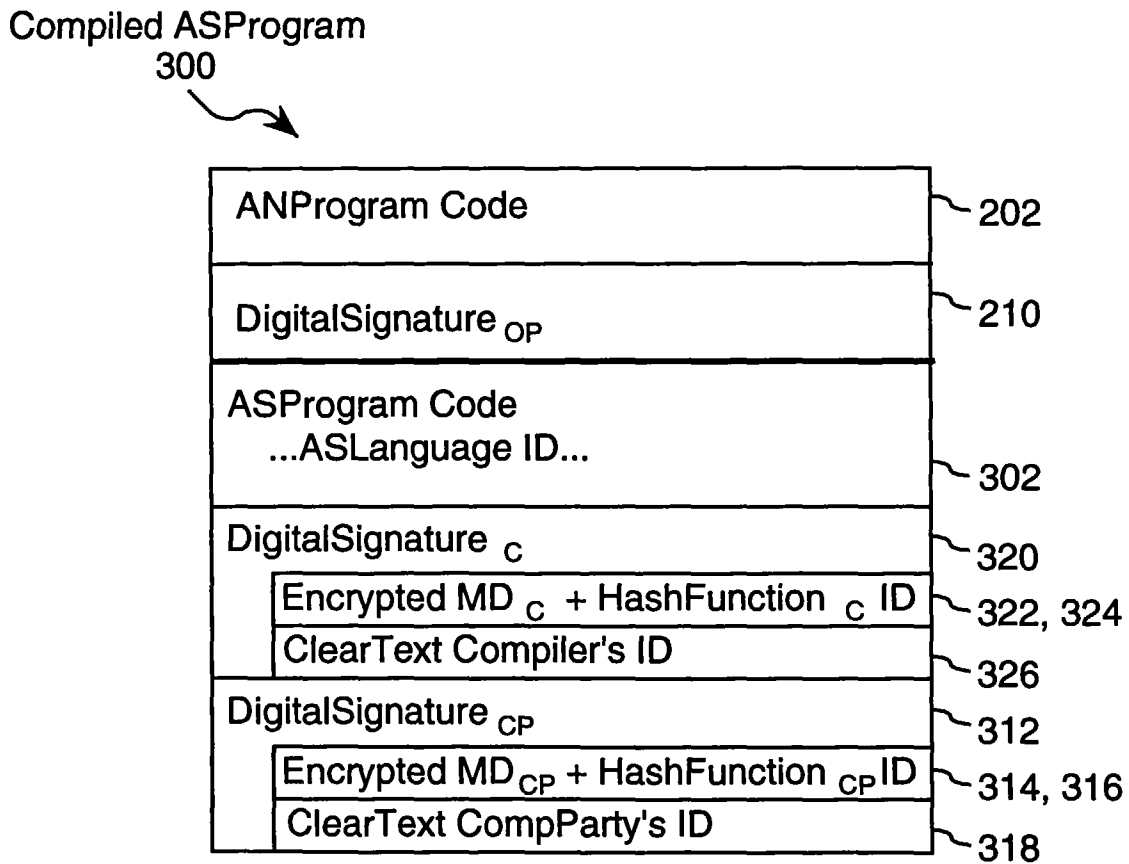 Compiled ASProgram
300
ANProgram Code
202
DigitalSignature OP
210
ASProgram Code
...ASLanguage ID...
302
DigitalSignature C
320
Encrypted MD C + HashFunction C ID
322, 324
ClearText Compiler's ID
326
DigitalSignature CP
312
Encrypted MD CP + HashFunction CP ID
314, 316
ClearText CompParty's ID
318